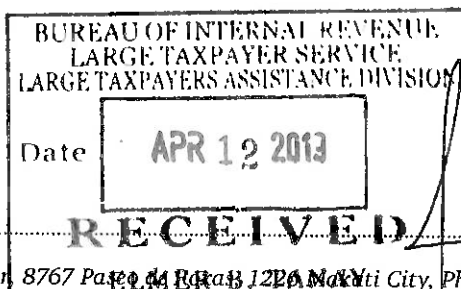 BUREAU OF INTERNAL REVENUE
LARGE TAXPAYER SERVICE
LARGE TAXPAYERS ASSISTANCE DIVISION
Date APR 12 2013
RECEIVED
8767 Paseo de Roxas, 1226 Makati City,
ELMER B.